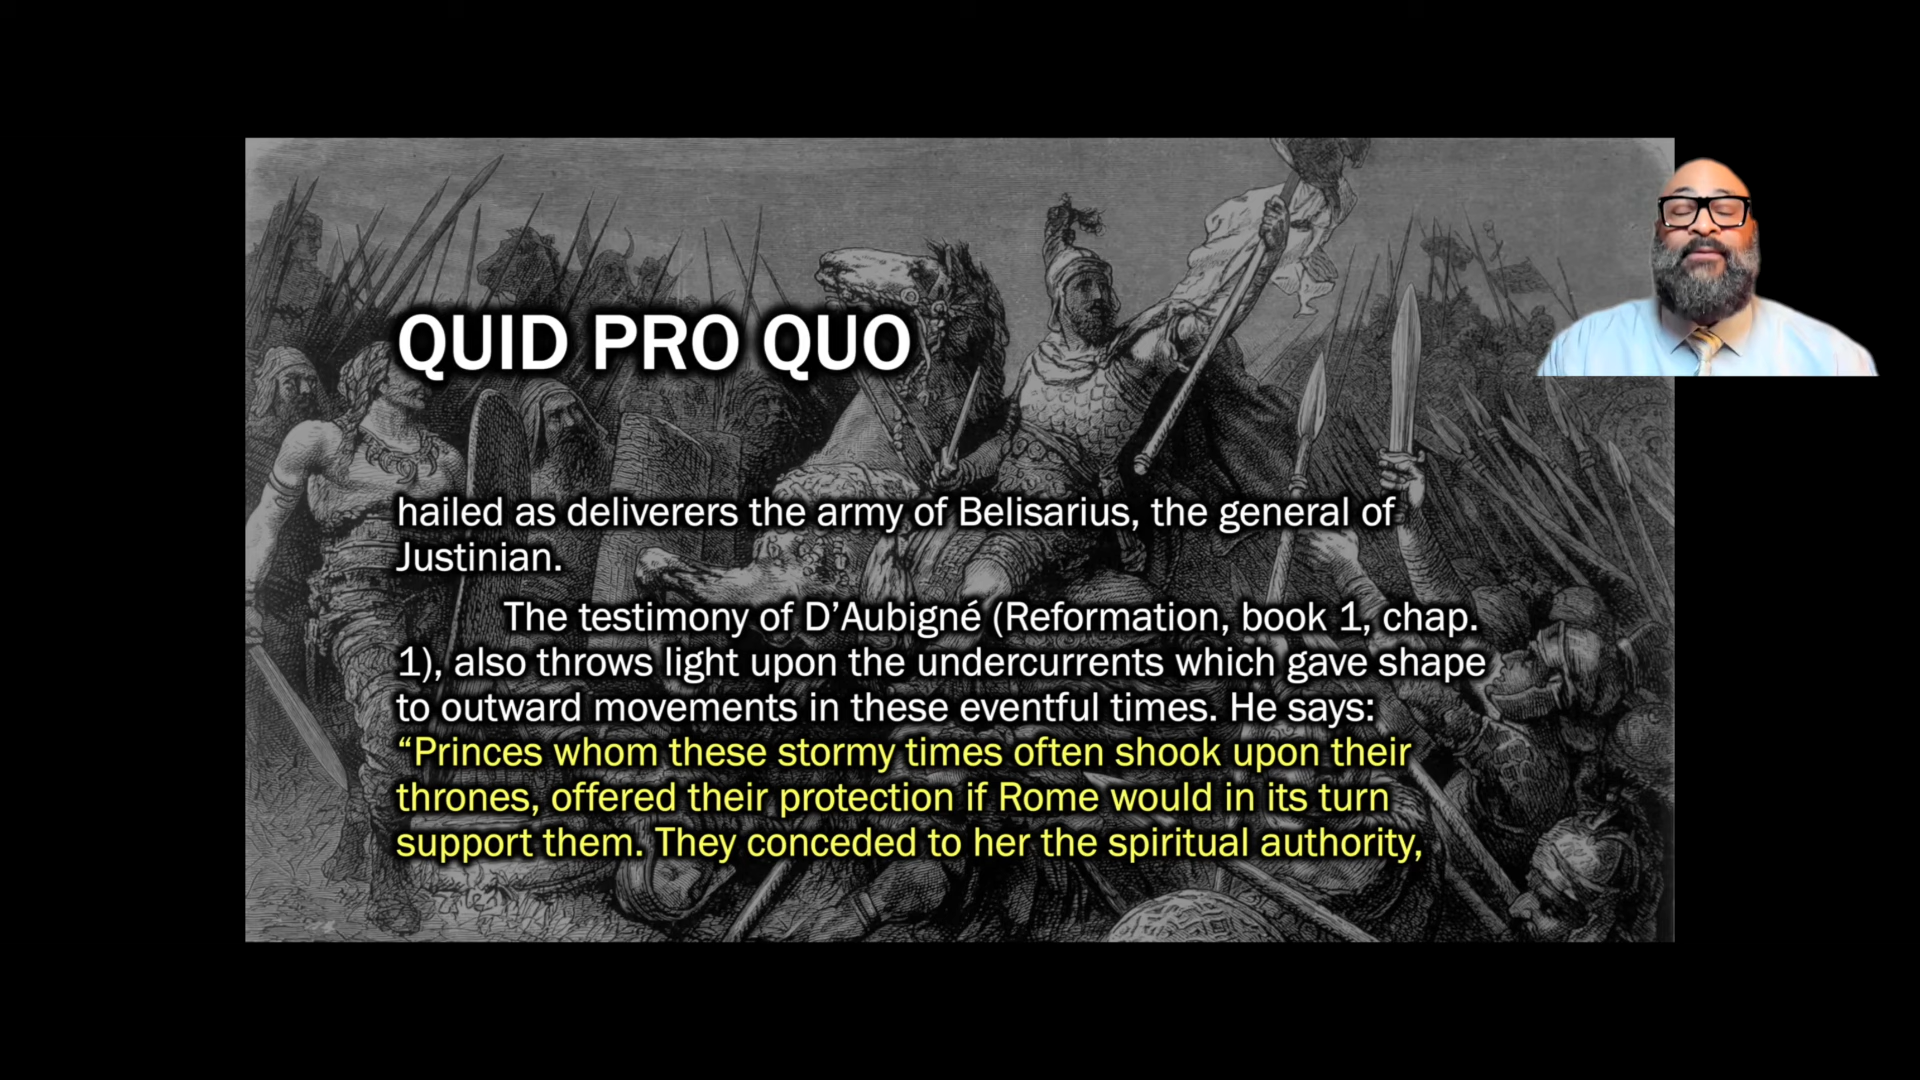 QUID PRO QUO
hailed as deliverers the army of Belisarius, the general of
Justinian.
The testimony of D’Aubigné (Reformation, book 1, chap.
1), also throws light upon the undercurrents which gave shape
to outward movements in these eventful times. He says:
“Princes whom these stormy times often shook upon their
thrones, offered their protection if Rome would in its turn
support them. They conceded to her the spiritual authority,